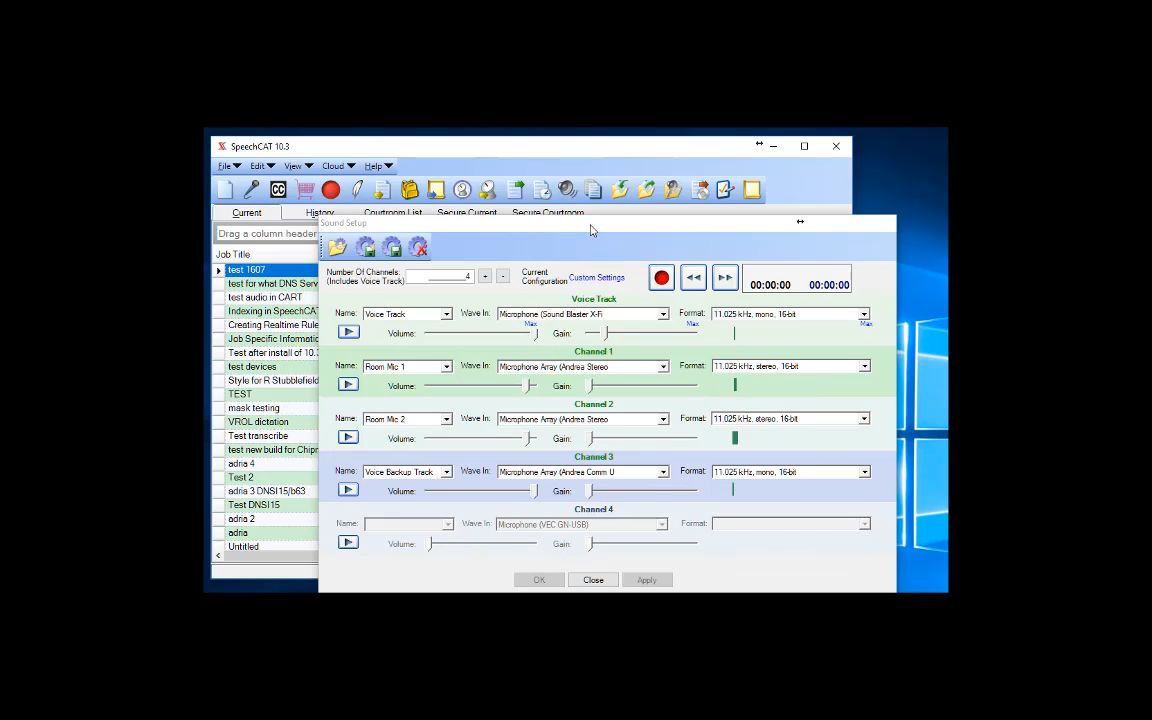 SpeechCAT 10.3
File Edit View Cloud Help
CC
Current History Courtroom List Secure Current Secure Courtroom
Drag a column header
Job Title
test 1607
test for what DNS Serv
test audio in CART
Indexing in SpeechCAT
Creating Realtime Rule
Job Specific Informatio
Test after install of 10.3
test devices
Style for R Stubblefield
TEST
mask testing
VROL dictation
Test transcribe
test new build for Chipr
adria 4
Test 2
adria 3 DNSI15/b63
Test DNSI15
adria 2
adria
Untitled
Sound Setup
Number Of Channels: 4 + -
(Includes Voice Track)
Current
Configuration Custom Settings
00:00:00 00:00:00
Voice Track
Name: Voice Track Wave In: Microphone (Sound Blaster X-Fi Format: 11.025 kHz, mono, 16-bit
Max Max Max
Volume: Gain:
Channel 1
Name: Room Mic 1 Wave In: Microphone Array (Andrea Stereo Format: 11.025 kHz, stereo, 16-bit
Volume: Gain:
Channel 2
Name: Room Mic 2 Wave In: Microphone Array (Andrea Stereo Format: 11.025 kHz, stereo, 16-bit
Volume: Gain:
Channel 3
Name: Voice Backup Track Wave In: Microphone Array (Andrea Comm U Format: 11.025 kHz, mono, 16-bit
Volume: Gain:
Channel 4
Name: Wave In: Microphone (VEC GN-USB) Format:
Volume: Gain:
OK Close Apply